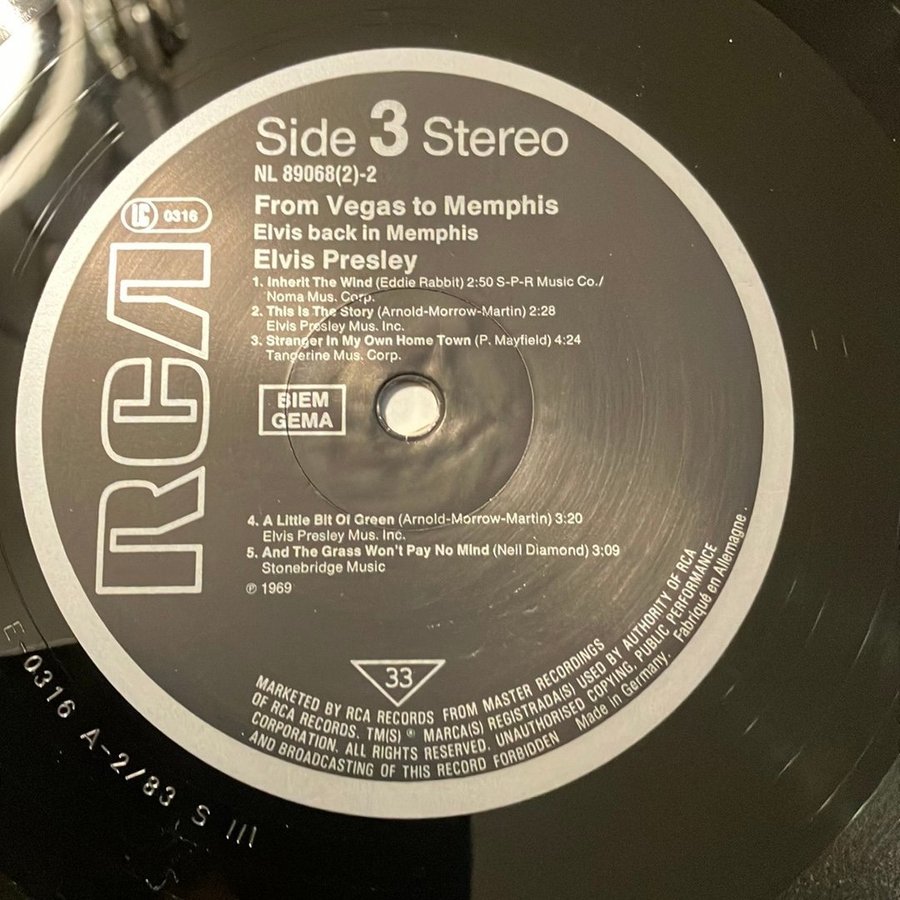 Side 3 Stereo
NL 89068(2)-2
From Vegas to Memphis
Elvis back in Memphis
Elvis Presley
1. Inherit The Wind (Eddie Rabbit) 2:50 S-P-R Music Co./
Noma Mus. Corp.
2. This Is The Story (Arnold-Morrow-Martin) 2:28
Elvis Presley Mus. Inc.
3. Stranger In My Own Home Town (P. Mayfield) 4:24
Tangerine Mus. Corp.
LC 0316
RCA
BIEM
GEMA
4. A Little Bit Of Green (Arnold-Morrow-Martin) 3:20
Elvis Presley Mus. Inc.
5. And The Grass Won't Pay No Mind (Neil Diamond) 3:09
Stonebridge Music
℗ 1969
33
MARKETED BY RCA RECORDS FROM MASTER RECORDINGS
OF RCA RECORDS. TM(S) ® MARCA(S) REGISTRADA(S) USED BY AUTHORITY OF RCA
CORPORATION. ALL RIGHTS RESERVED. UNAUTHORISED COPYING, PUBLIC PERFORMANCE
AND BROADCASTING OF THIS RECORD FORBIDDEN Made in Germany. Fabriqué en Allemagne.
E-0316 A-2/83 S III